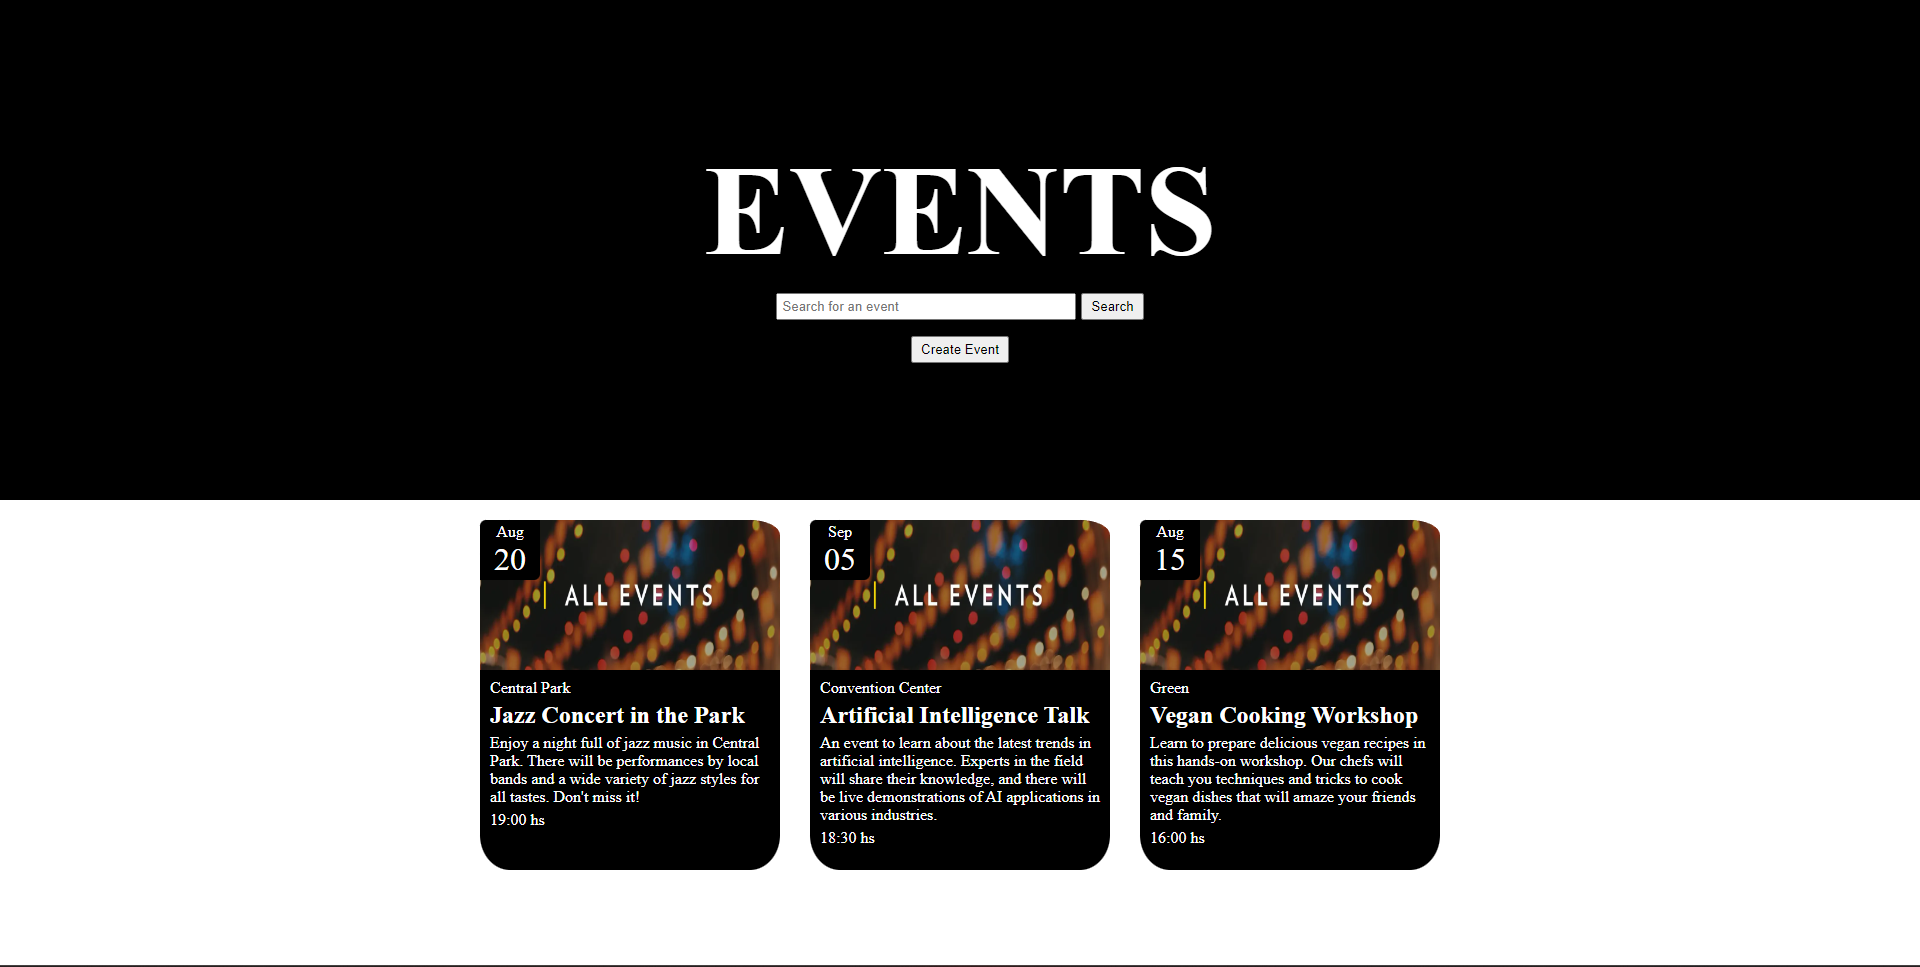 EVENTS
Search for an event
Search
Create Event
Aug
20
ALL EVENTS
Central Park
Jazz Concert in the Park
Enjoy a night full of jazz music in Central
Park. There will be performances by local
bands and a wide variety of jazz styles for
all tastes. Don't miss it!
19:00 hs
Sep
05
ALL EVENTS
Convention Center
Artificial Intelligence Talk
An event to learn about the latest trends in
artificial intelligence. Experts in the field
will share their knowledge, and there will
be live demonstrations of AI applications in
various industries.
18:30 hs
Aug
15
ALL EVENTS
Green
Vegan Cooking Workshop
Learn to prepare delicious vegan recipes in
this hands-on workshop. Our chefs will
teach you techniques and tricks to cook
vegan dishes that will amaze your friends
and family.
16:00 hs